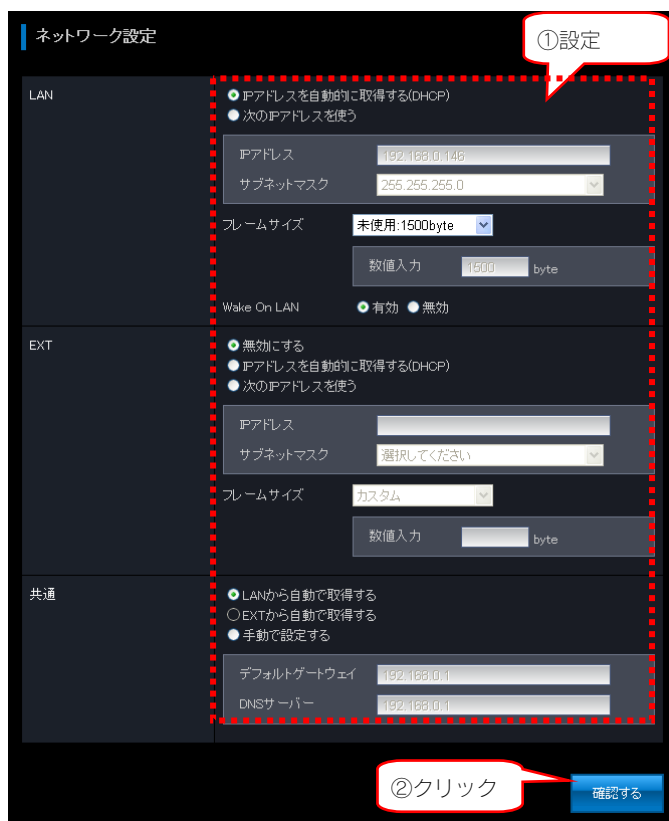 ネットワーク設定
①設定
LAN
IPアドレスを自動的に取得する(DHCP)
次のIPアドレスを使う
IPアドレス 192.168.0.146
サブネットマスク 255.255.255.0
フレームサイズ 未使用:1500byte
数値入力 1500 byte
Wake On LAN 有効 無効
EXT
無効にする
IPアドレスを自動的に取得する(DHCP)
次のIPアドレスを使う
IPアドレス
サブネットマスク 選択してください
フレームサイズ カスタム
数値入力 byte
共通
LANから自動で取得する
EXTから自動で取得する
手動で設定する
デフォルトゲートウェイ 192.168.0.1
DNSサーバー 192.168.0.1
②クリック
確認する